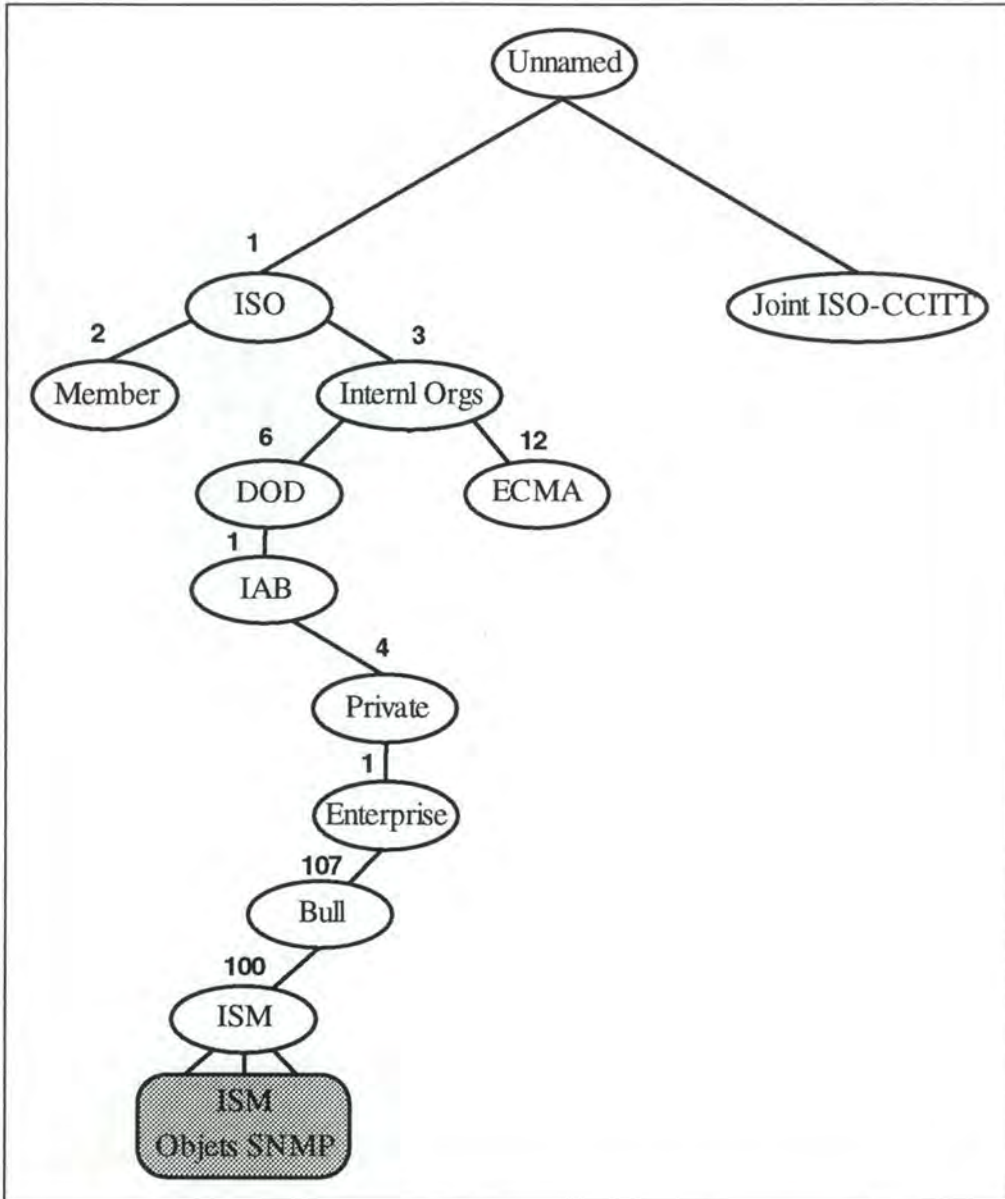 Unnamed
1
ISO
Joint ISO-CCITT
2
3
Member
Internl Orgs
6
12
DOD
ECMA
1
IAB
4
Private
1
Enterprise
107
Bull
100
ISM
ISM
Objets SNMP